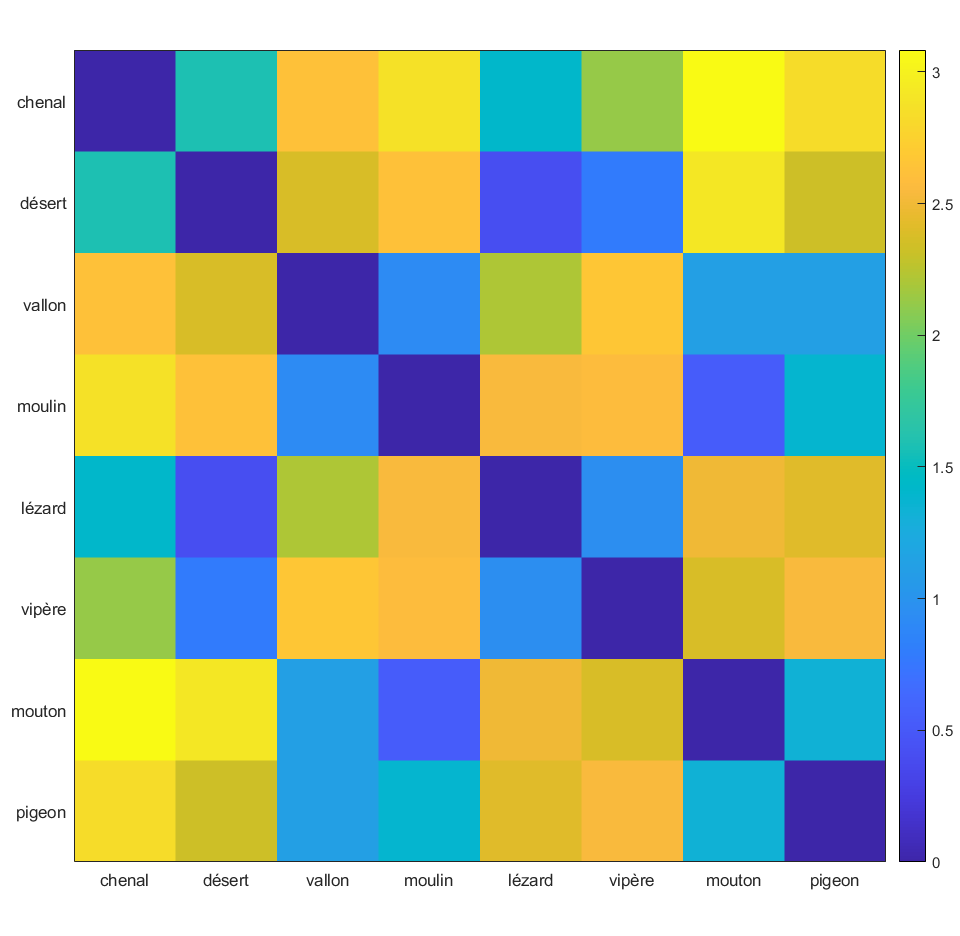 chenal
désert
vallon
moulin
lézard
vipère
mouton
pigeon
chenal désert vallon moulin lézard vipère mouton pigeon
3
2.5
2
1.5
1
0.5
0